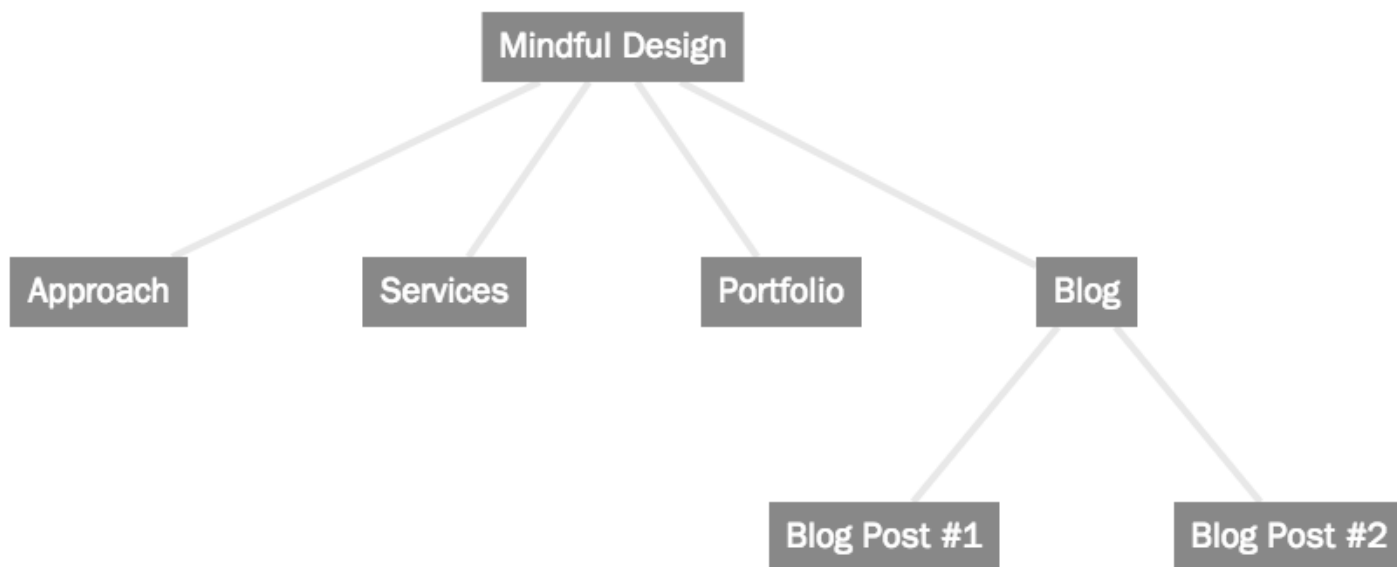 Mindful Design
Approach
Services
Portfolio
Blog
Blog Post #1
Blog Post #2